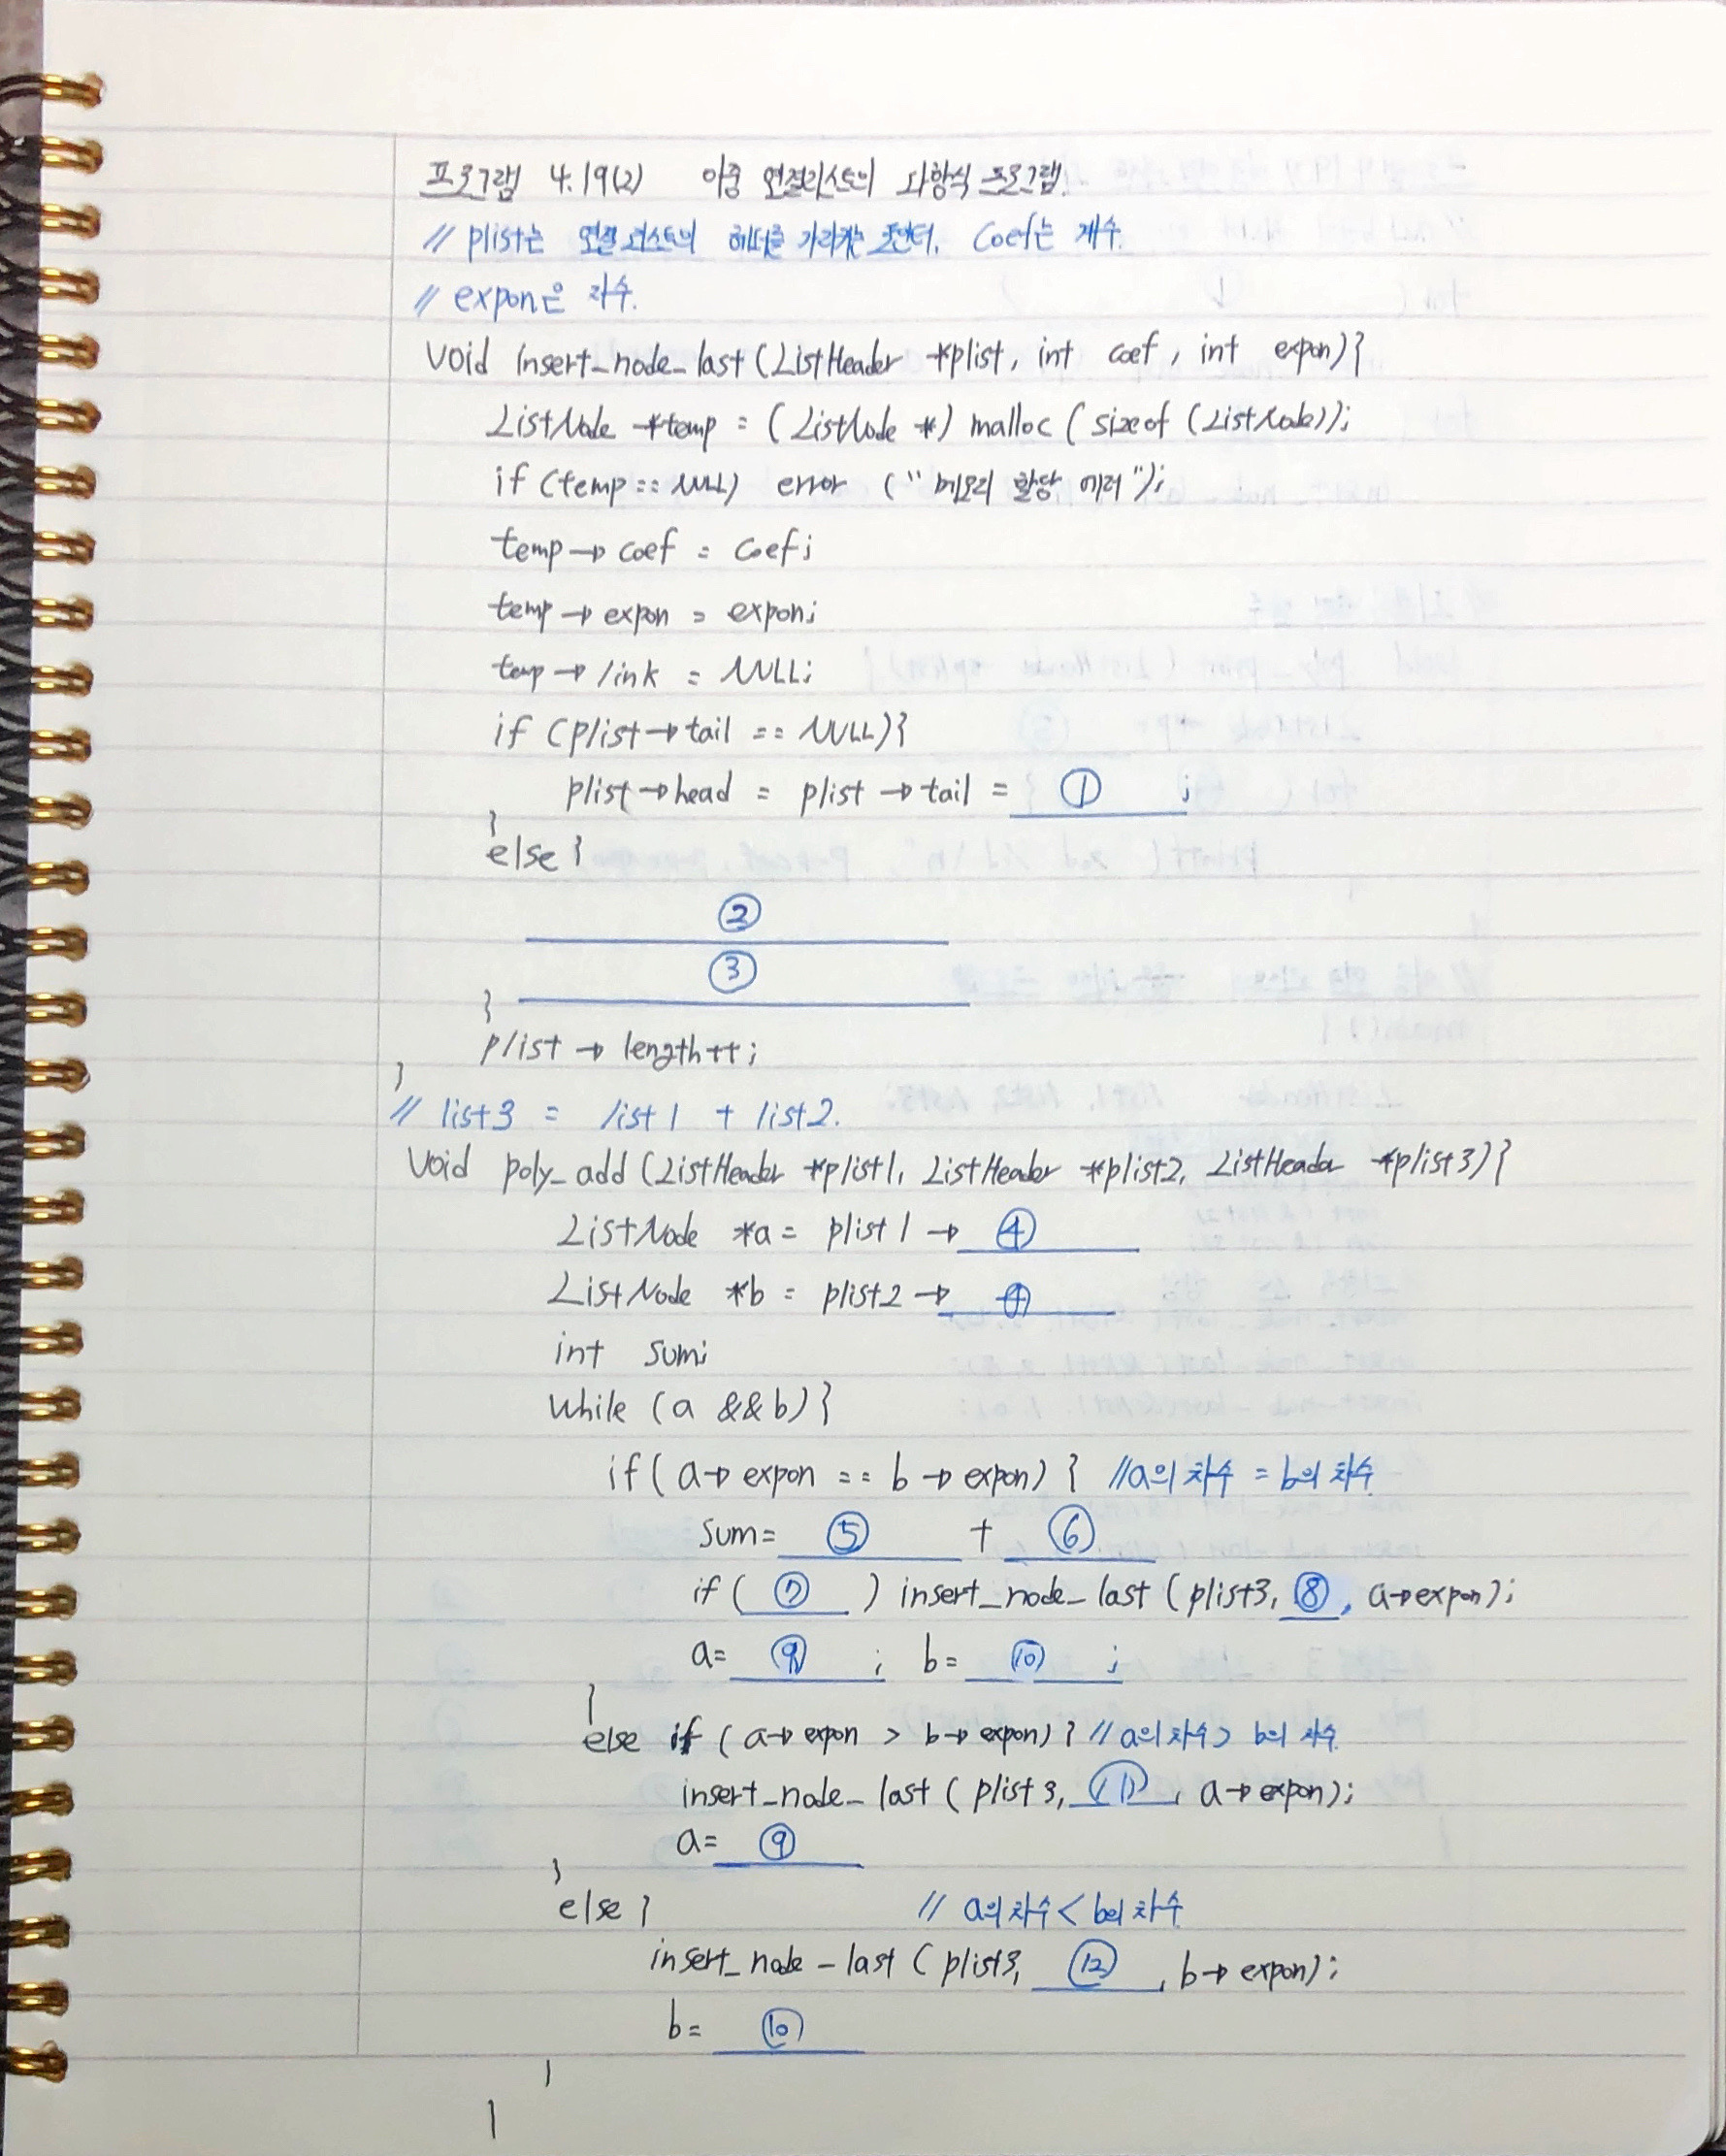 프로그램 4.19(2) 이중 연결리스트의 다항식 프로그램.
// plist는 연결 리스트의 헤더를 가리키는 포인터, coef는 계수.
// expon은 차수.
void insert_node_last (ListHeader *plist, int coef, int expon){
ListNode *temp = (ListNode *) malloc (sizeof (ListNode));
if (temp == NULL) error ("메모리 할당 에러");
temp → coef = coef;
temp → expon = expon;
temp → link = NULL;
if (plist → tail == NULL){
plist → head = plist → tail = ① ;
}
else {
②
③
}
plist → length++;
}
// list3 = list1 + list2.
void poly_add (ListHeader *plist1, ListHeader *plist2, ListHeader *plist3){
ListNode *a = plist1 → ④
ListNode *b = plist2 → ④
int sum;
while (a && b){
if (a → expon == b → expon) { //a의 차수 = b의 차수
sum= ⑤ + ⑥
if ( ⑦ ) insert_node_last (plist3, ⑧, a→expon);
a= ⑨ ; b= ⑩ ;
}
else if (a→ expon > b→ expon) { // a의 차수 > b의 차수.
insert_node_last (plist3, ⑪, a→expon);
a= ⑨
}
else { // a의 차수 < b의 차수
insert_node_last (plist3, ⑫, b→ expon);
b= ⑩
}
}